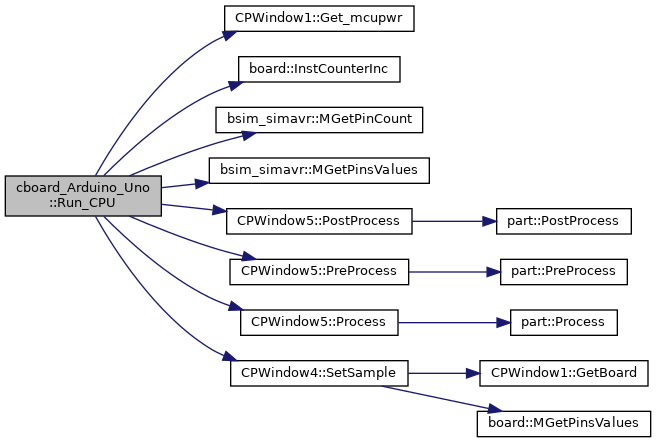 cboard_Arduino_Uno
::Run_CPU
CPWindow1::Get_mcupwr
board::InstCounterInc
bsim_simavr::MGetPinCount
bsim_simavr::MGetPinsValues
CPWindow5::PostProcess
part::PostProcess
CPWindow5::PreProcess
part::PreProcess
CPWindow5::Process
part::Process
CPWindow4::SetSample
CPWindow1::GetBoard
board::MGetPinsValues